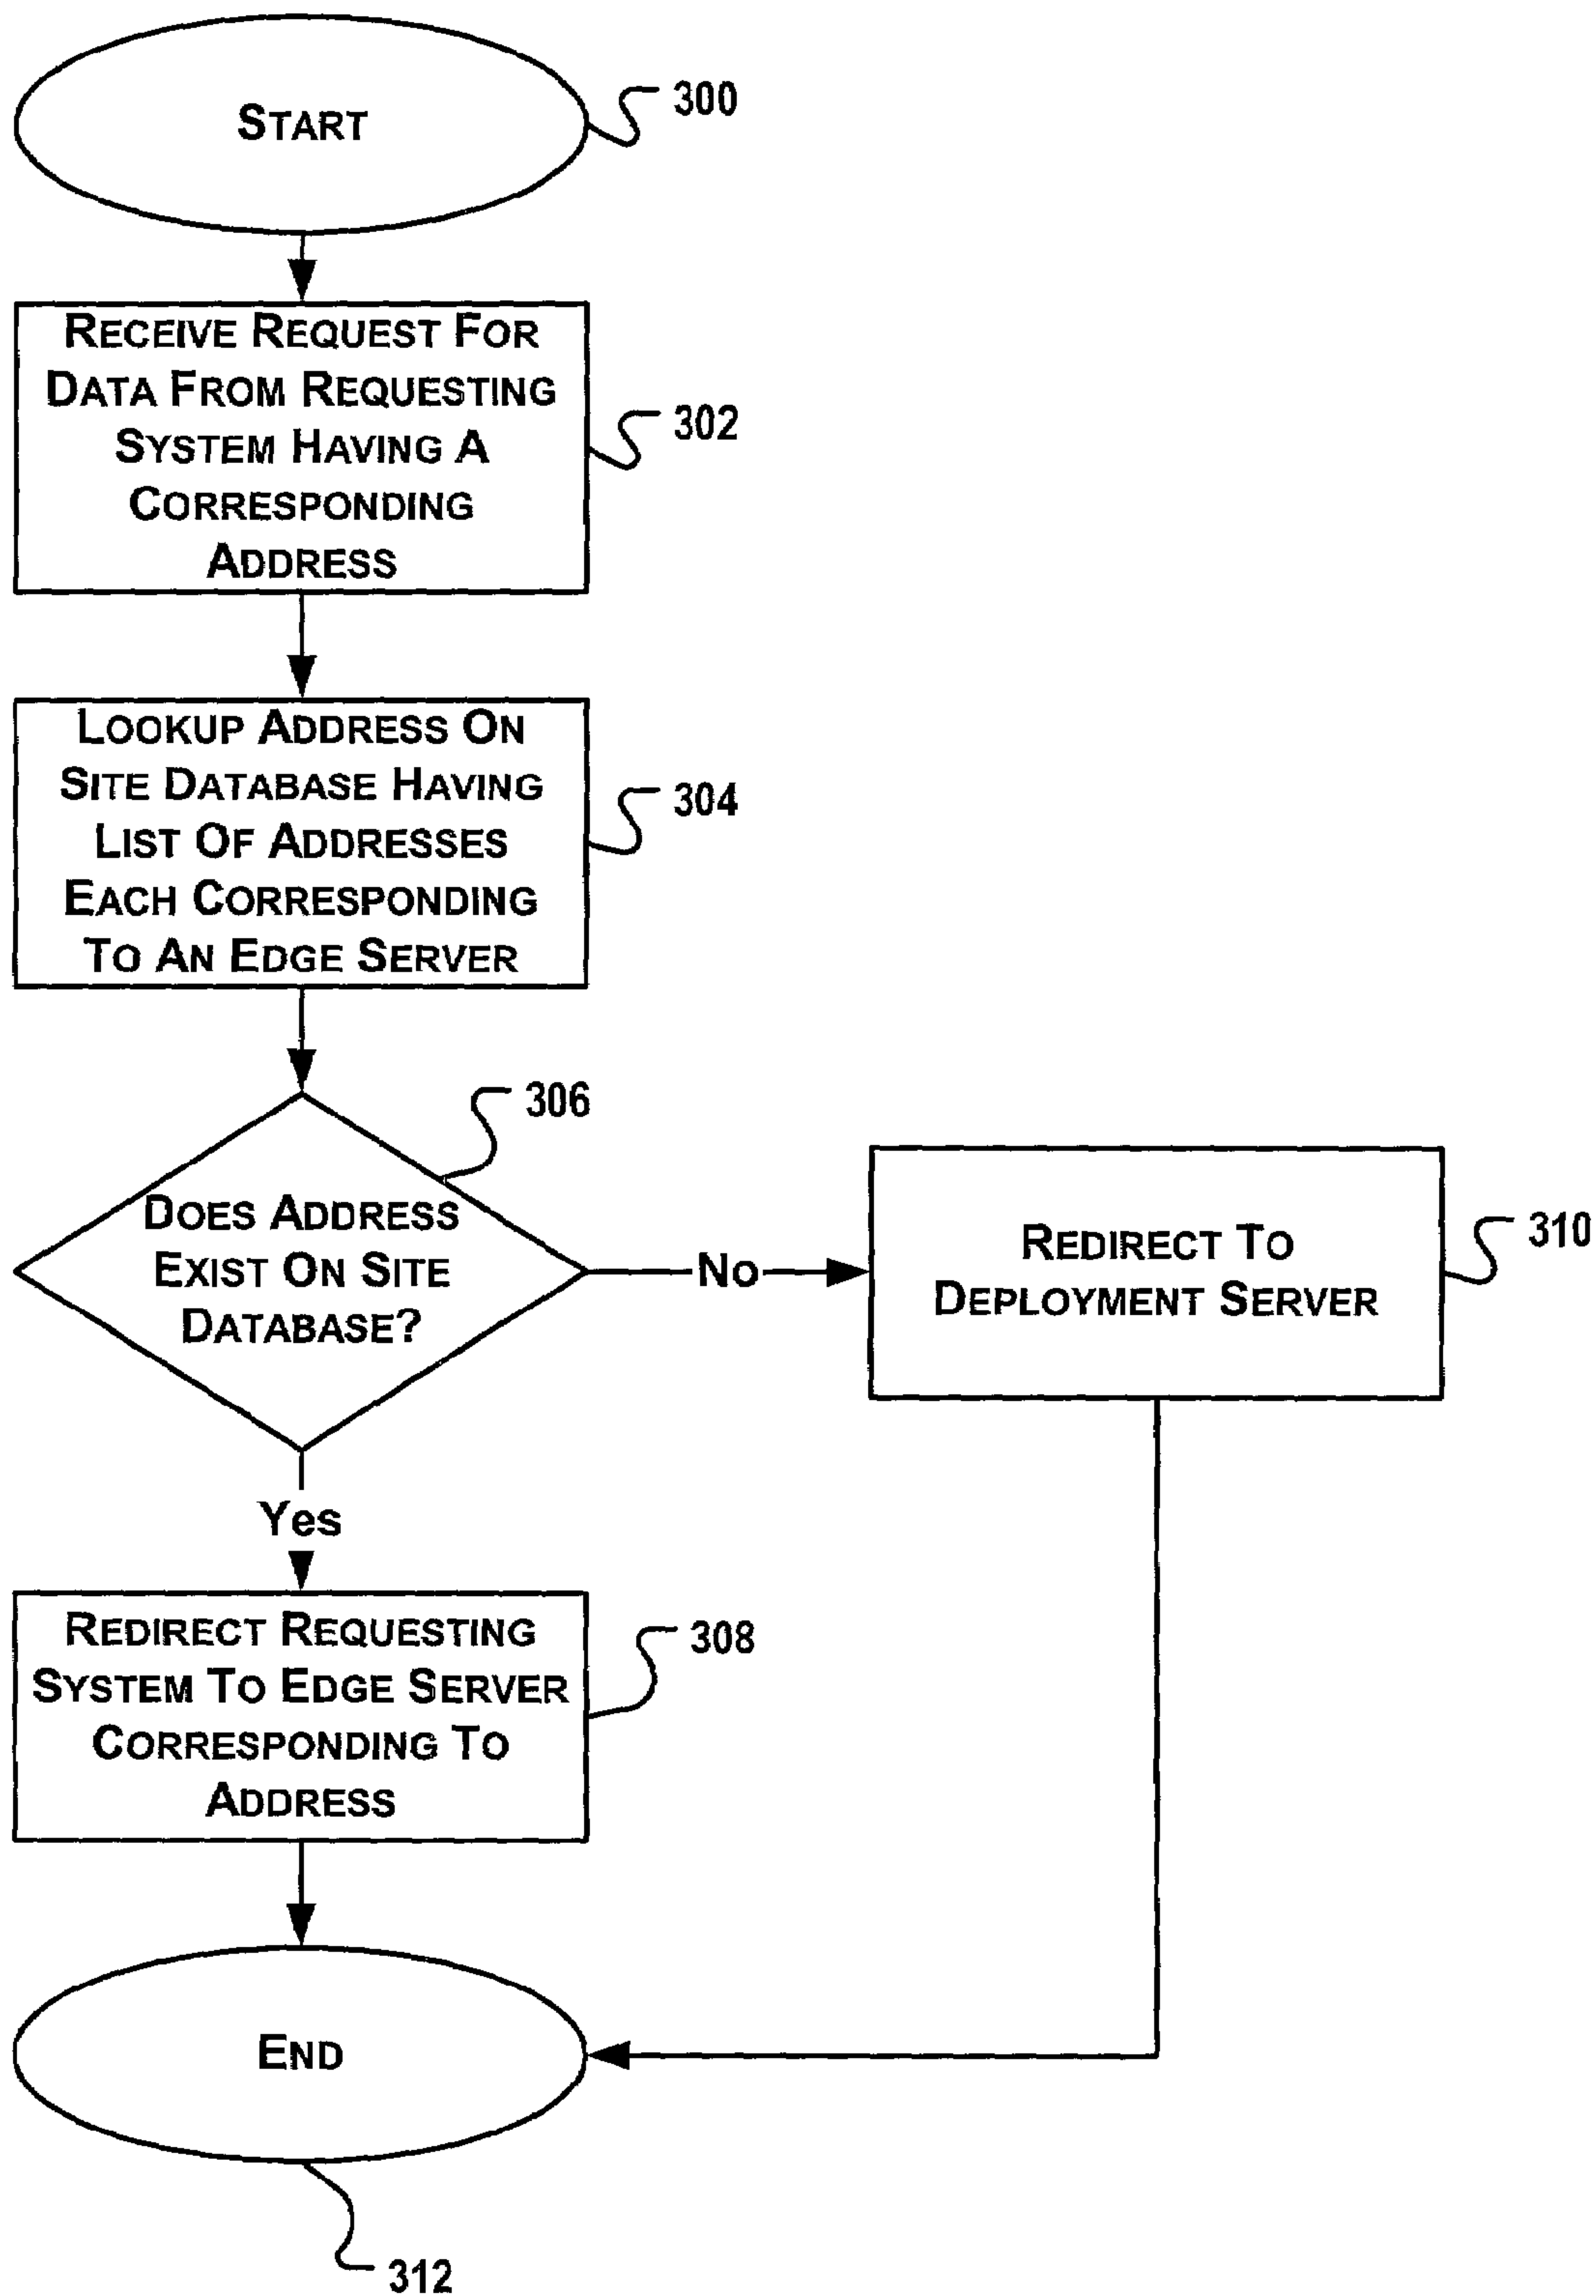 START
300
RECEIVE REQUEST FOR
DATA FROM REQUESTING
SYSTEM HAVING A
CORRESPONDING
ADDRESS
302
LOOKUP ADDRESS ON
SITE DATABASE HAVING
LIST OF ADDRESSES
EACH CORRESPONDING
TO AN EDGE SERVER
304
306
DOES ADDRESS
EXIST ON SITE
DATABASE?
No
REDIRECT TO
DEPLOYMENT SERVER
310
Yes
REDIRECT REQUESTING
SYSTEM TO EDGE SERVER
CORRESPONDING TO
ADDRESS
308
END
312